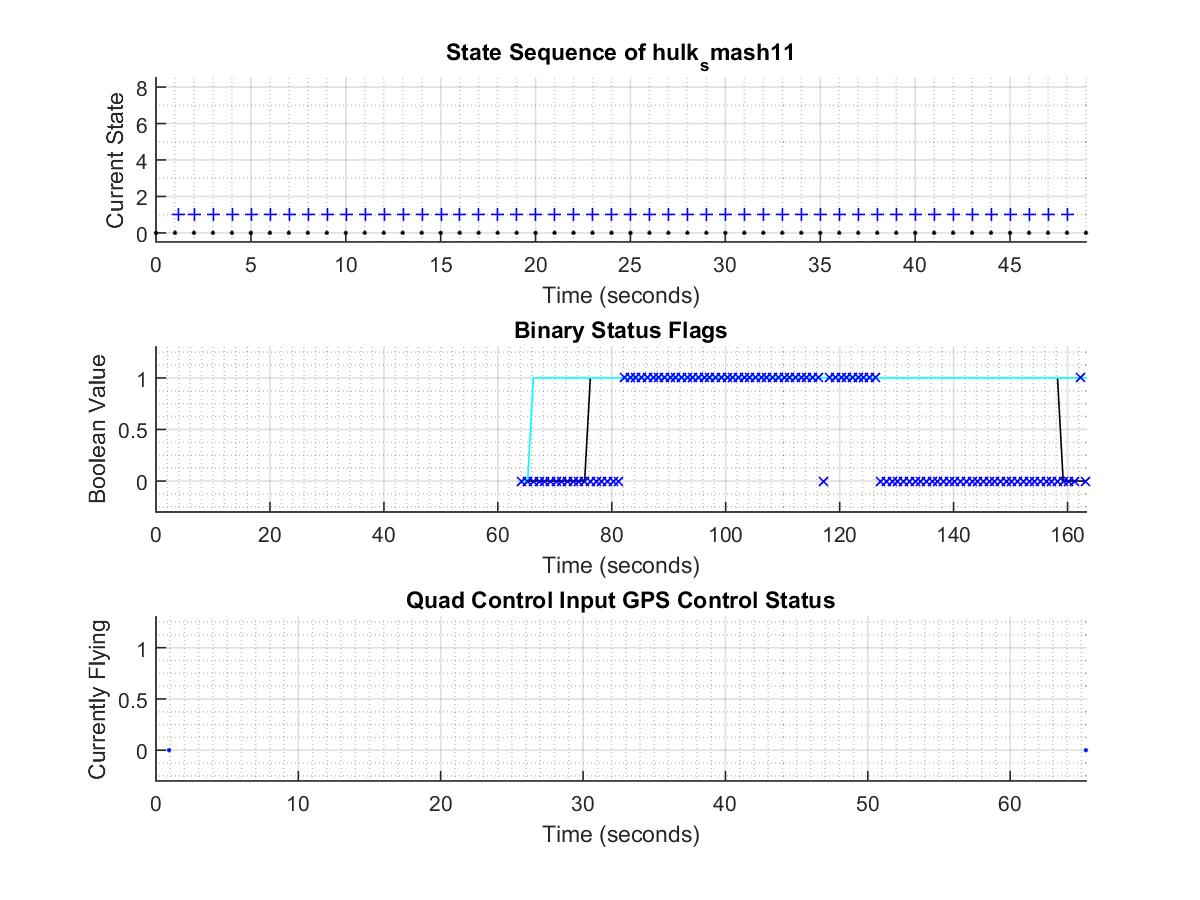 State Sequence of hulk_smash11
8
6
4
2
0
Current State
0 5 10 15 20 25 30 35 40 45
Time (seconds)
Binary Status Flags
1
0.5
0
Boolean Value
0 20 40 60 80 100 120 140 160
Time (seconds)
Quad Control Input GPS Control Status
1
0.5
0
Currently Flying
0 10 20 30 40 50 60
Time (seconds)